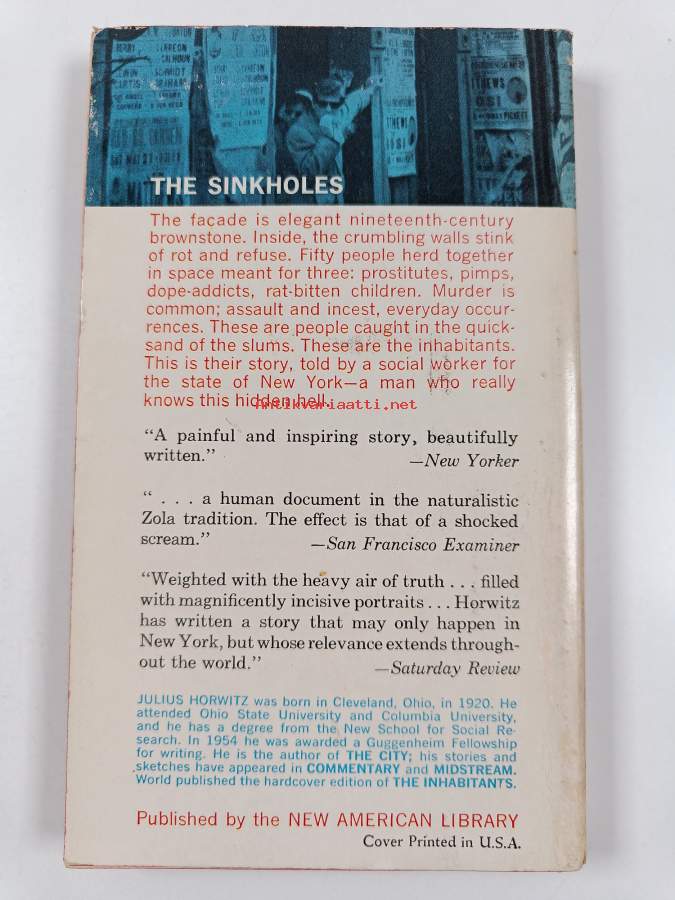 THE SINKHOLES
The façade is elegant nineteenth-century
brownstone. Inside, the crumbling walls stink
of rot and refuse. Fifty people herd together
in space meant for three: prostitutes, pimps,
dope-addicts, rat-bitten children. Murder is
common; assault and incest, everyday occur-
rences. These are people caught in the quick-
sand of the slums. These are the inhabitants.
This is their story, told by a social worker for
the state of New York—a man who really
knows this hidden hell.
antikvariaatti.net
“A painful and inspiring story, beautifully
written.” —New Yorker
“ . . . a human document in the naturalistic
Zola tradition. The effect is that of a shocked
scream.” —San Francisco Examiner
“Weighted with the heavy air of truth . . . filled
with magnificently incisive portraits . . . Horwitz
has written a story that may only happen in
New York, but whose relevance extends through-
out the world.” —Saturday Review
JULIUS HORWITZ was born in Cleveland, Ohio, in 1920. He
attended Ohio State University and Columbia University,
and he has a degree from the New School for Social Re-
search. In 1954 he was awarded a Guggenheim Fellowship
for writing. He is the author of THE CITY; his stories and
sketches have appeared in COMMENTARY and MIDSTREAM.
World published the hardcover edition of THE INHABITANTS.
Published by the NEW AMERICAN LIBRARY
Cover Printed in U.S.A.